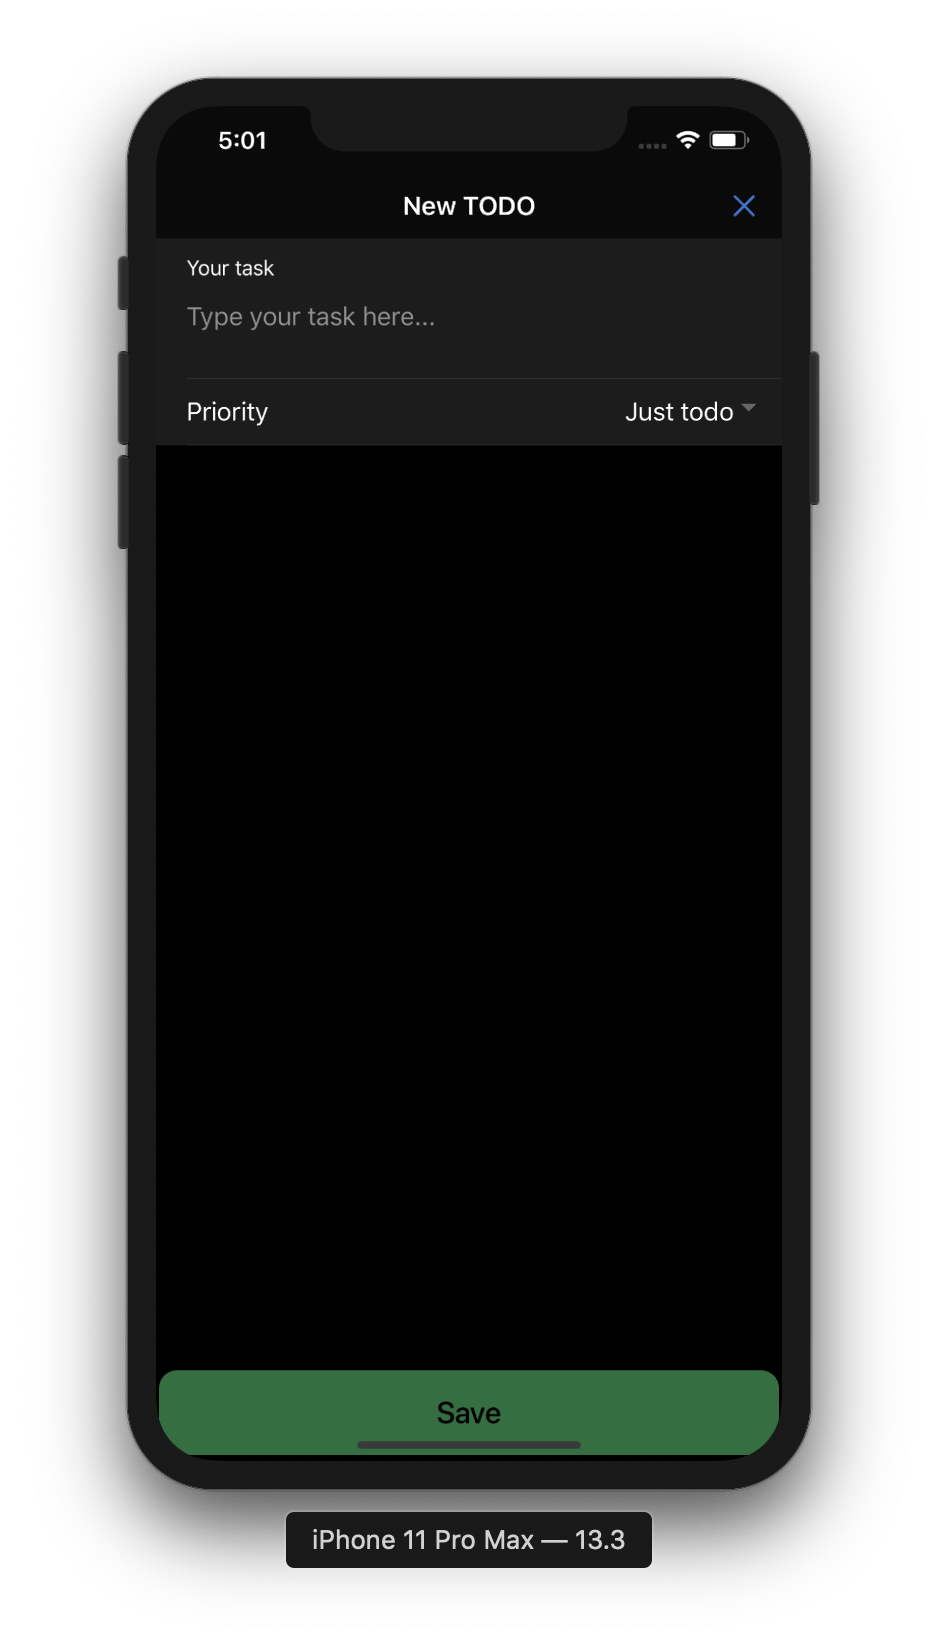 5:01
New TODO
Your task
Type your task here...
Priority
Just todo
Save
iPhone 11 Pro Max — 13.3